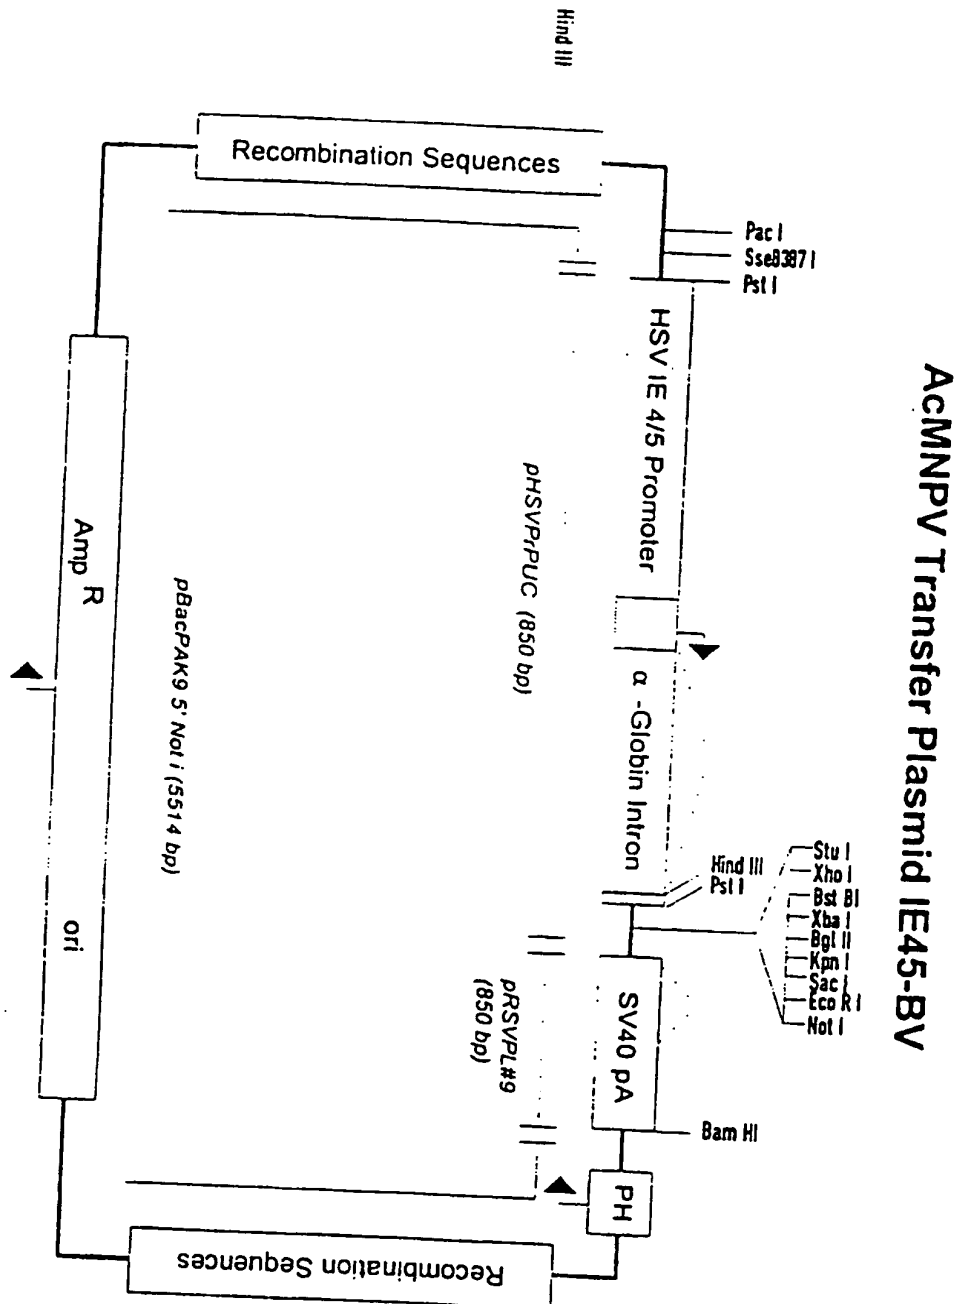 AcMNPV Transfer Plasmid IE45-BV
Hind III
Recombination Sequences
Pac I
Sse8387 I
Pst I
HSV IE 4/5 Promoter
α -Globin Intron
Hind III
Pst I
Stu I
Xho I
Bst BI
Xba I
Bgl II
Kpn I
Sac I
Eco R I
Not I
SV40 pA
Bam HI
PH
Recombination Sequences
pHSVPrPUC (850 bp)
pRSVPL#9
(850 bp)
pBacPAK9 5' Not i (5514 bp)
Amp R
ori